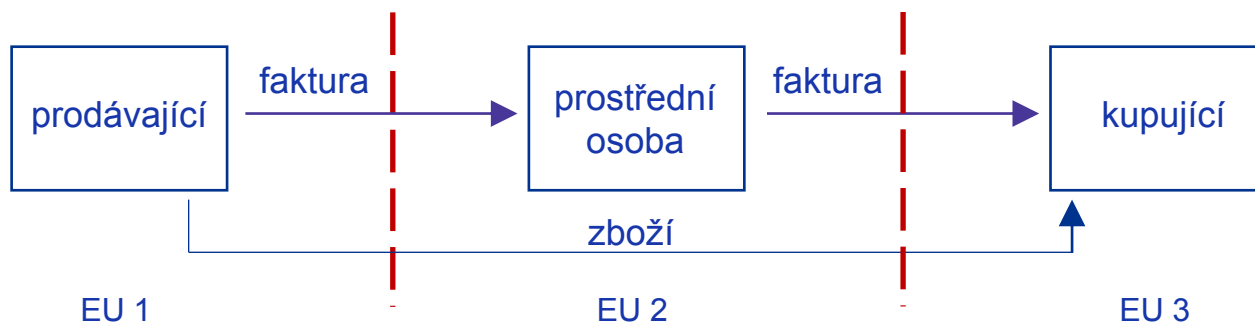 faktura
faktura
prodávající
prostřední
osoba
kupující
zboží
EU 1
EU 2
EU 3